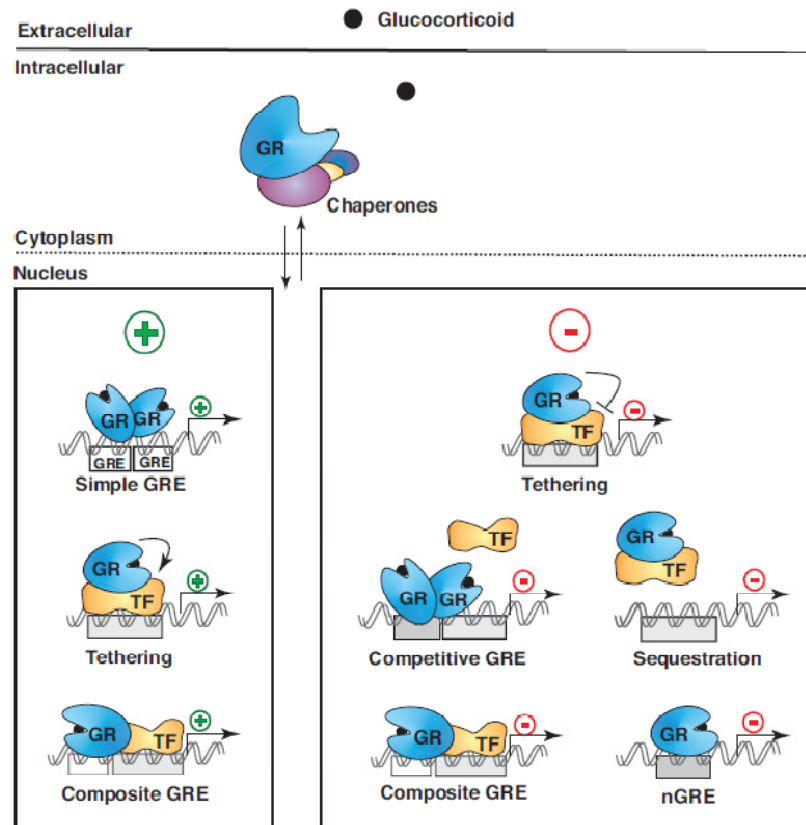 Glucocorticoid
Extracellular
Intracellular
GR
Chaperones
Cytoplasm
Nucleus
+
-
GR GR +
GRE GRE
Simple GRE
GR
TF -
Tethering
GR
TF +
Tethering
TF
GR GR -
Competitive GRE
GR
TF -
Sequestration
GR TF +
Composite GRE
GR TF -
Composite GRE
GR -
nGRE